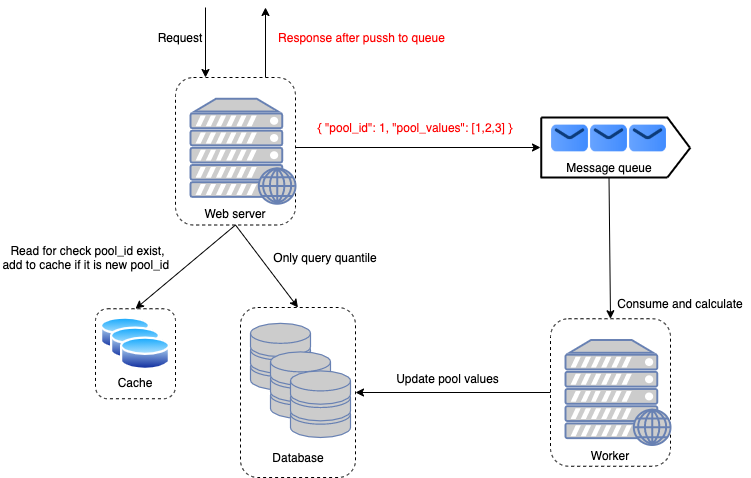 Request
Response after pussh to queue
{ "pool_id": 1, "pool_values": [1,2,3] }
Message queue
Web server
Read for check pool_id exist,
add to cache if it is new pool_id
Only query quantile
Consume and calculate
Cache
Update pool values
Database
Worker